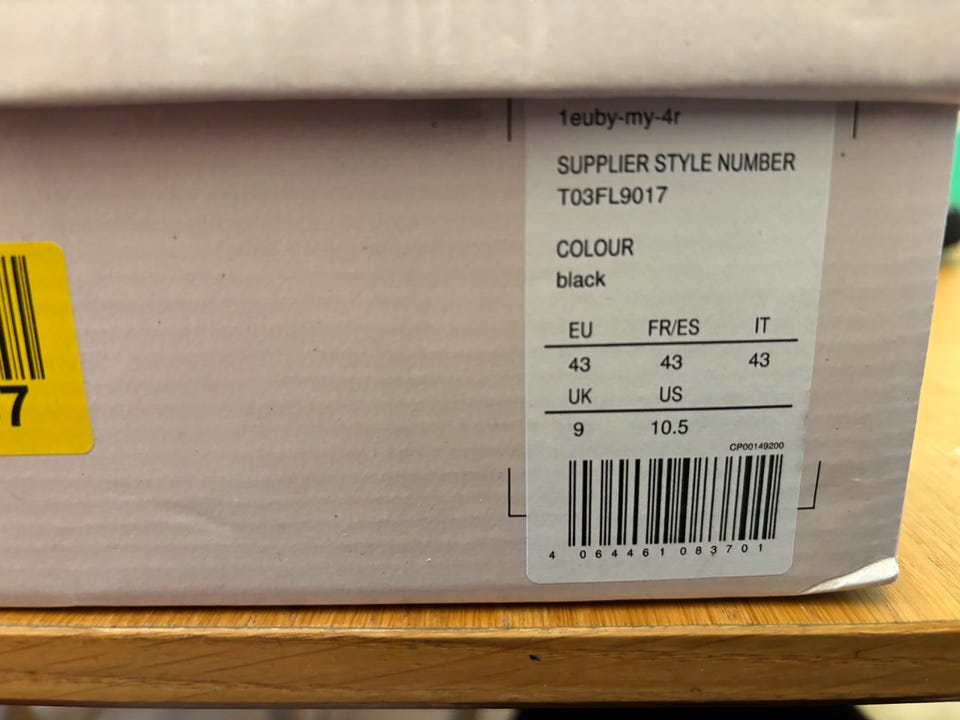 1euby-my-4r
SUPPLIER STYLE NUMBER
T03FL9017
COLOUR
black
EU FR/ES IT
43 43 43
UK US
9 10.5
CP00149200
4 064461 083701
7